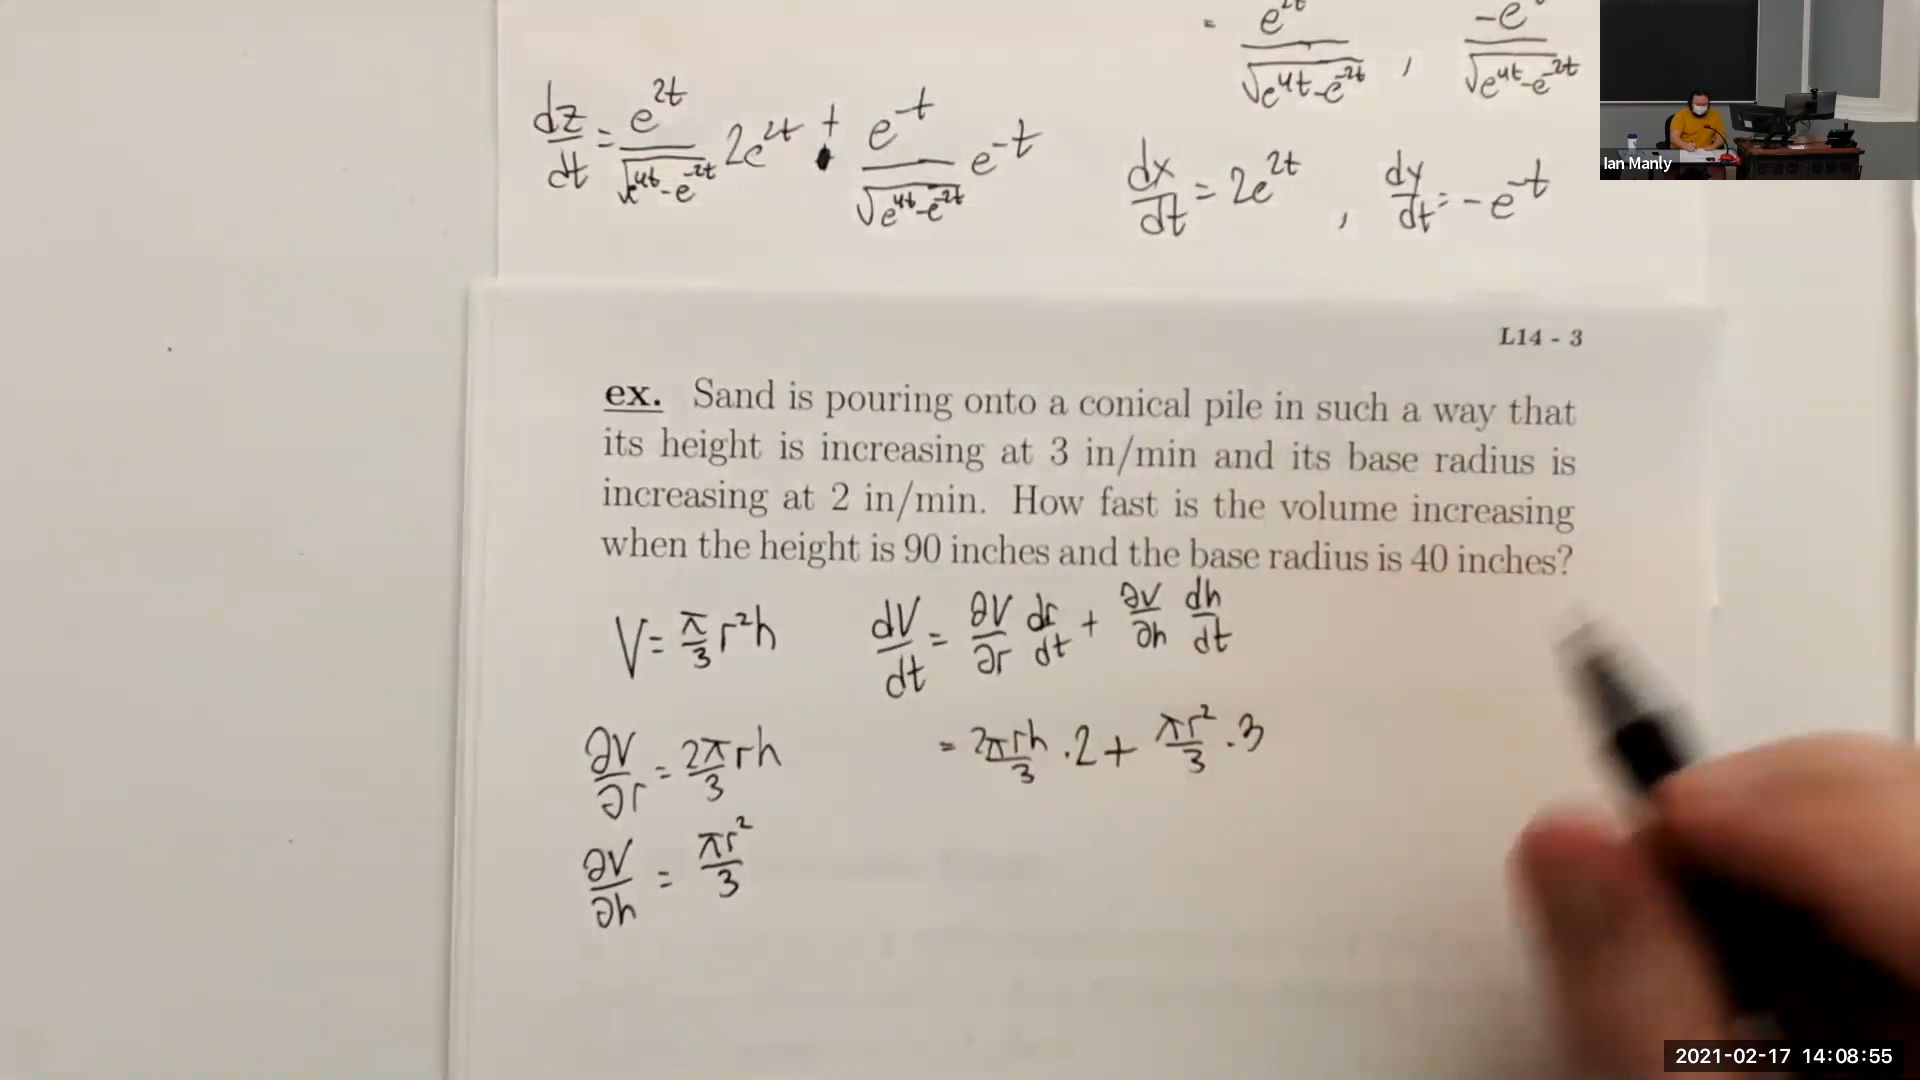 = e^{2t}/√(e^{4t}-e^{-2t}) , -e/√(e^{4t}-e^{-2t})
dz/dt = e^{2t}/√(e^{4t}-e^{-2t}) 2e^{2t} + e^{-t}/√(e^{4t}-e^{-2t}) e^{-t}
dx/dt = 2e^{2t} , dy/dt = -e^{-t}
Ian Manly
L14 - 3
ex. Sand is pouring onto a conical pile in such a way that
its height is increasing at 3 in/min and its base radius is
increasing at 2 in/min. How fast is the volume increasing
when the height is 90 inches and the base radius is 40 inches?
V = π/3 r²h
dV/dt = ∂V/∂r dr/dt + ∂V/∂h dh/dt
∂V/∂r = 2π/3 rh
= 2πrh/3 · 2 + πr²/3 · 3
∂V/∂h = πr²/3
2021-02-17 14:08:55